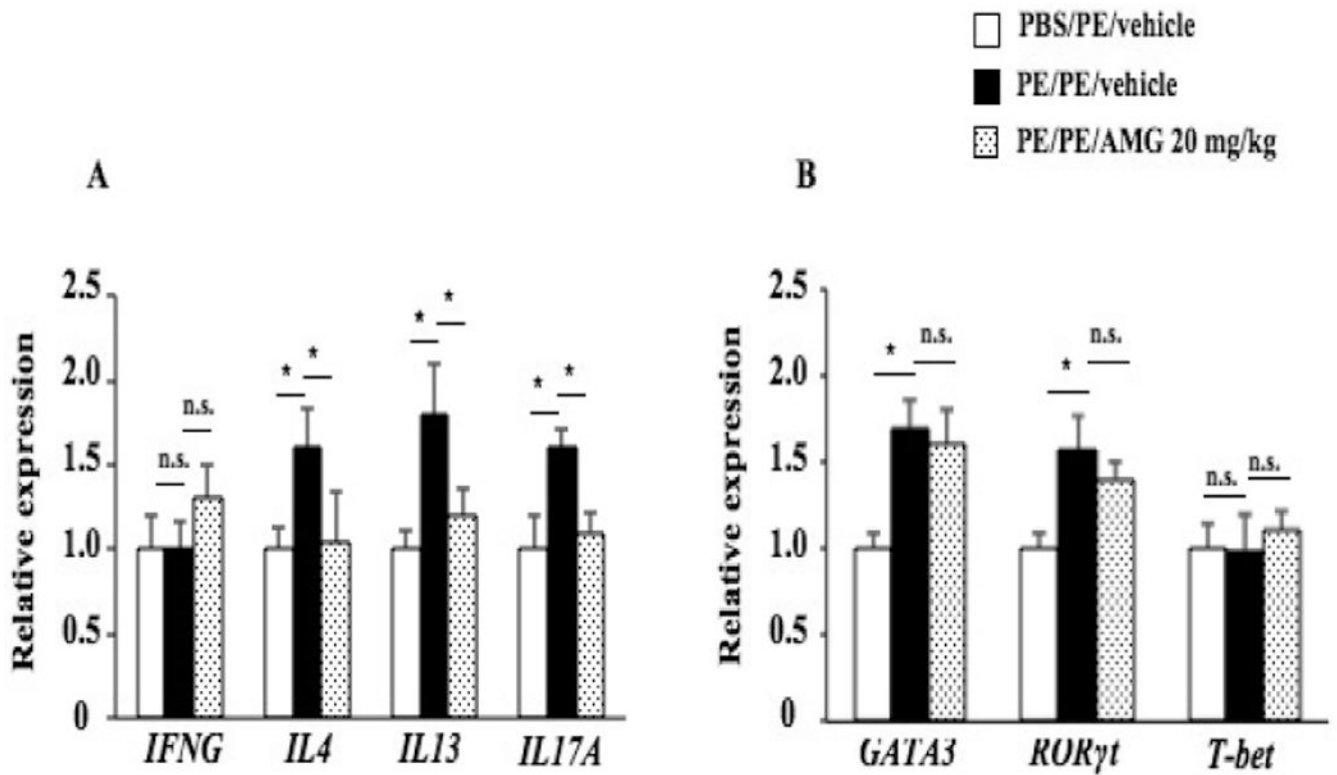 PBS/PE/vehicle
PE/PE/vehicle
PE/PE/AMG 20 mg/kg
A
Relative expression
2.5
2.0
1.5
1.0
0.5
0
n.s.
n.s.
* *
* *
* *
IFNG IL4 IL13 IL17A
B
Relative expression
2.5
2.0
1.5
1.0
0.5
0
* n.s.
* n.s.
n.s. n.s.
GATA3 RORγt T-bet